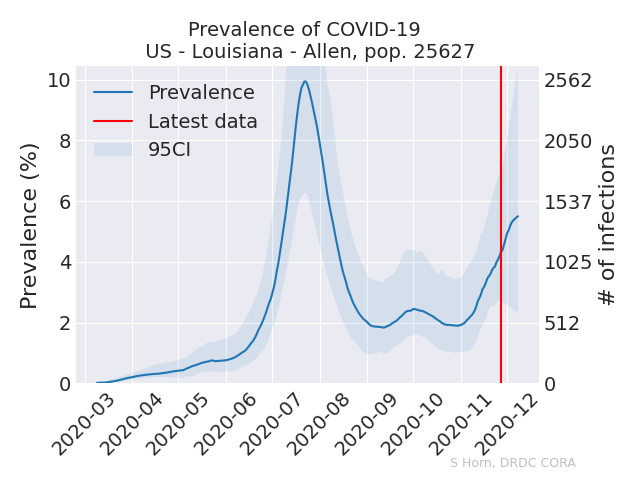 Prevalence of COVID-19
US - Louisiana - Allen, pop. 25627
Prevalence (%)
10
8
6
4
2
0
Prevalence
Latest data
95CI
2562
2050
1537
1025
512
0
# of infections
2020-03
2020-04
2020-05
2020-06
2020-07
2020-08
2020-09
2020-10
2020-11
2020-12
S Horn, DRDC CORA